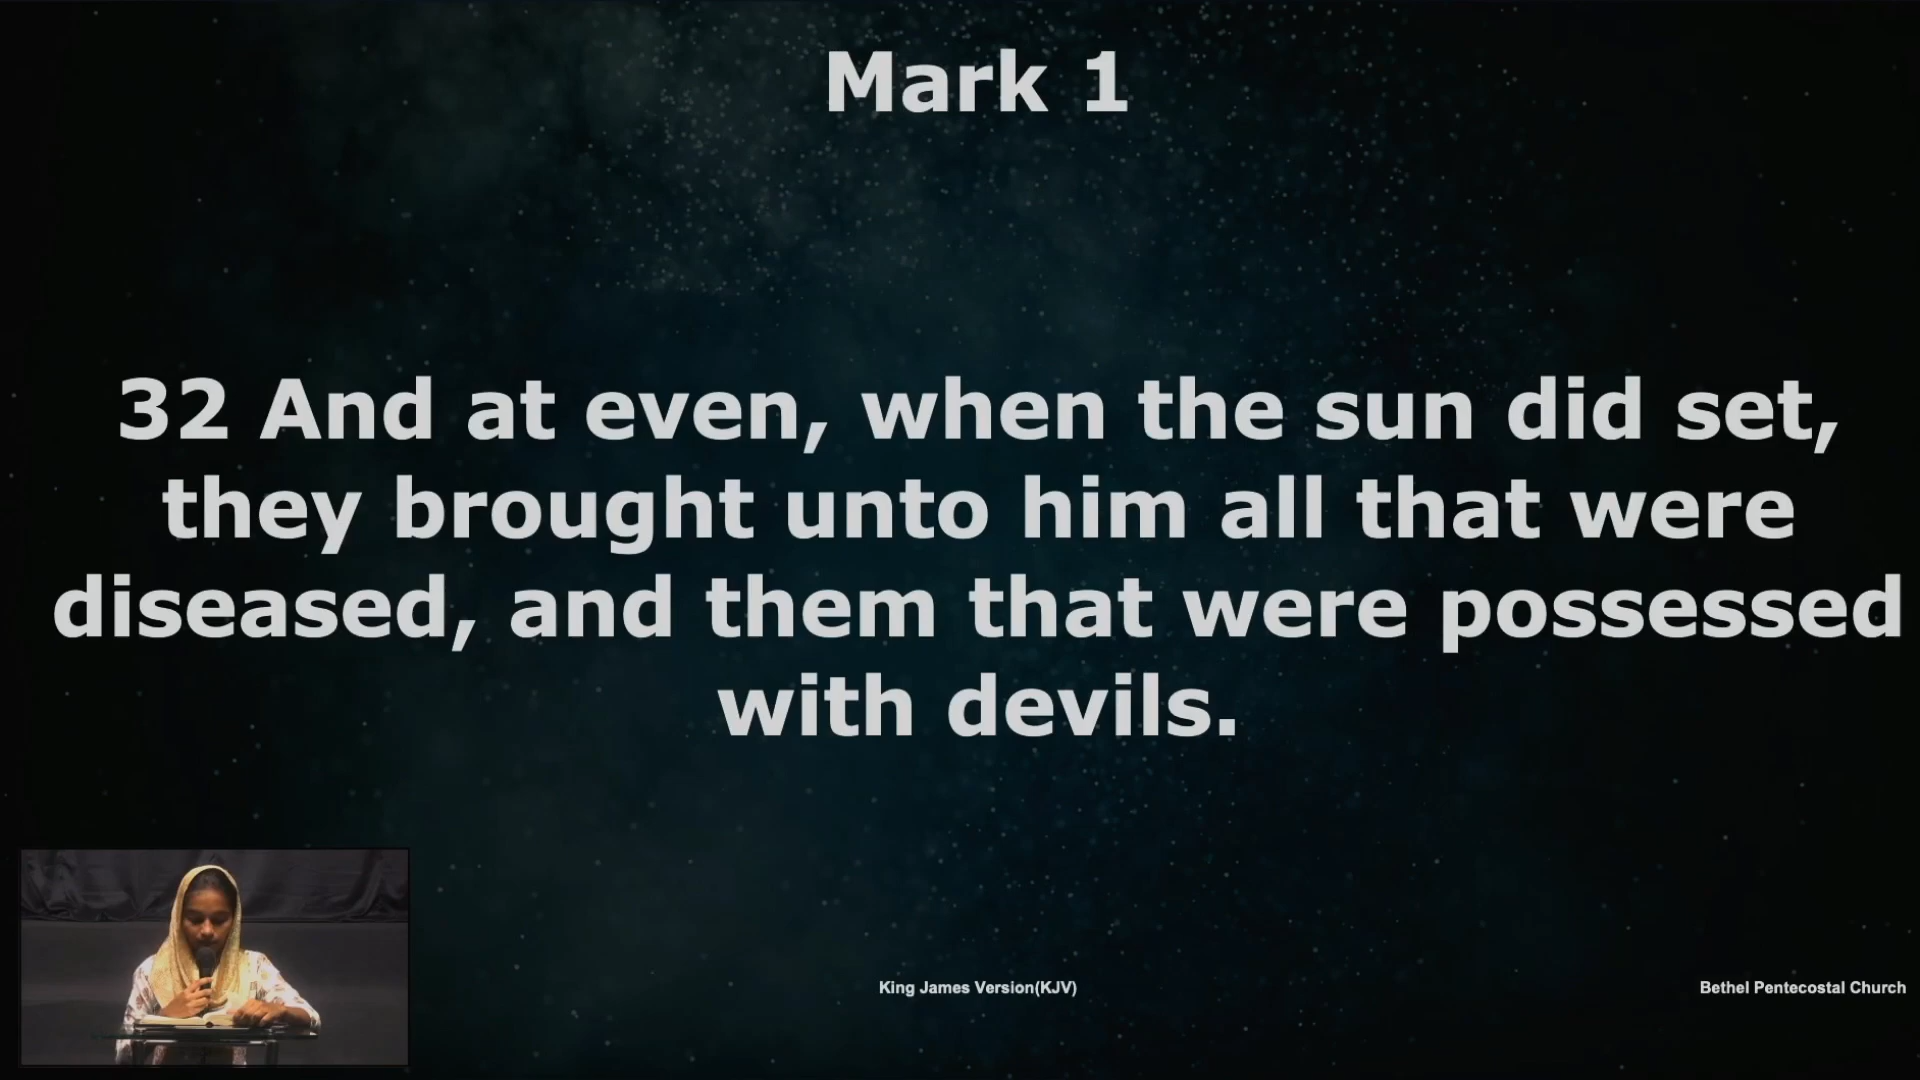 Mark 1
32 And at even, when the sun did set,
they brought unto him all that were
diseased, and them that were possessed
with devils.
King James Version(KJV)
Bethel Pentecostal Church